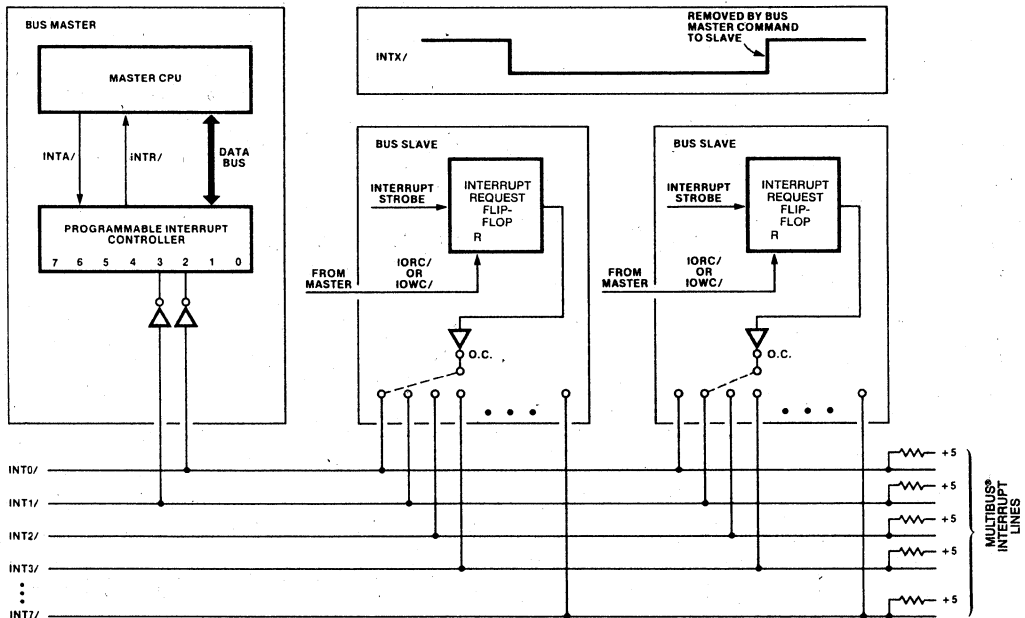 BUS MASTER
MASTER CPU
INTA/
INTR/
DATA
BUS
PROGRAMMABLE INTERRUPT
CONTROLLER
7 6 5 4 3 2 1 0
INTX/
REMOVED BY BUS
MASTER COMMAND
TO SLAVE
BUS SLAVE
INTERRUPT
STROBE
INTERRUPT
REQUEST
FLIP-
FLOP
R
FROM
MASTER
IORC/
OR
IOWC/
O.C.
BUS SLAVE
INTERRUPT
STROBE
INTERRUPT
REQUEST
FLIP-
FLOP
R
FROM
MASTER
IORC/
OR
IOWC/
O.C.
INT0/
INT1/
INT2/
INT3/
INT7/
+5
+5
+5
+5
+5
MULTIBUS®
INTERRUPT
LINES